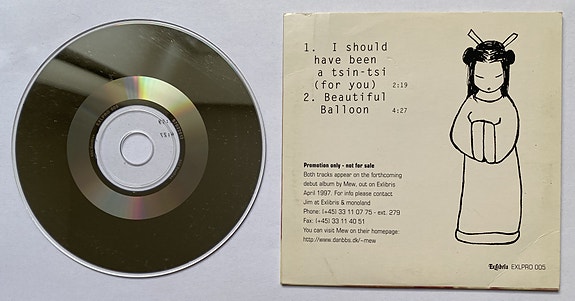 1. I should
have been
a tsin-tsi
(for you) 2:19
2. Beautiful
Balloon 4:27
Promotion only - not for sale
Both tracks appear on the forthcoming
debut album by Mew, out on Exlibris
April 1997. For info please contact
Jim at Exlibris & monoland
Phone: (+45) 33 11 07 75 - ext. 279
Fax: (+45) 33 11 40 51
You can visit Mew on their homepage:
http://www.danbbs.dk/~mew
Exlibris EXLPRO 005